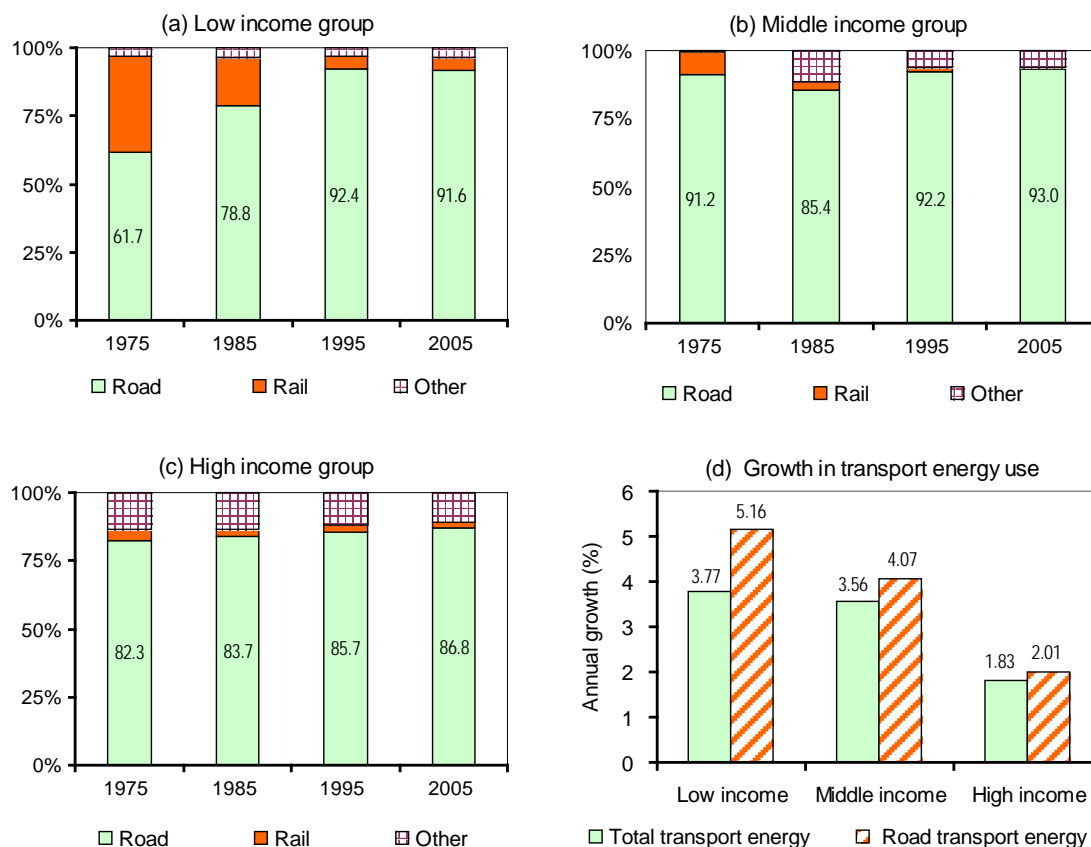 (a) Low income group
100%
75%
50%
25%
0%
61.7
78.8
92.4
91.6
1975
1985
1995
2005
Road
Rail
Other
(b) Middle income group
100%
75%
50%
25%
0%
91.2
85.4
92.2
93.0
1975
1985
1995
2005
Road
Rail
Other
(c) High income group
100%
75%
50%
25%
0%
82.3
83.7
85.7
86.8
1975
1985
1995
2005
Road
Rail
Other
(d) Growth in transport energy use
Annual growth (%)
6
5
4
3
2
1
0
3.77
5.16
3.56
4.07
1.83
2.01
Low income
Middle income
High income
Total transport energy
Road transport energy